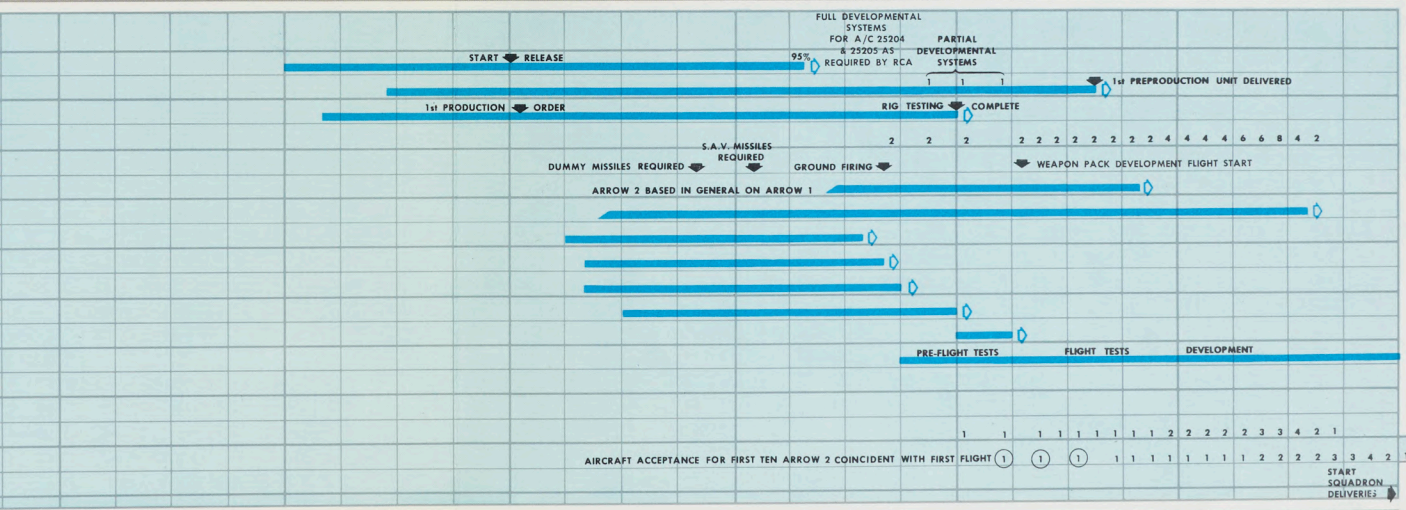 FULL DEVELOPMENTAL
SYSTEMS
FOR A/C 25204
& 25205 AS
REQUIRED BY RCA
PARTIAL
DEVELOPMENTAL
SYSTEMS
START RELEASE
95%
1 1 1
1st PREPRODUCTION UNIT DELIVERED
1st PRODUCTION ORDER
RIG TESTING COMPLETE
2 2 2 2 2 2 2 2 2 2 2 4 4 4 4 6 6 8 4 2
S.A.V. MISSILES
REQUIRED
DUMMY MISSILES REQUIRED
GROUND FIRING
WEAPON PACK DEVELOPMENT FLIGHT START
ARROW 2 BASED IN GENERAL ON ARROW 1
PRE-FLIGHT TESTS
FLIGHT TESTS
DEVELOPMENT
1 1 1 1 1 1 1 1 1 2 2 2 2 2 3 3 4 2 1
AIRCRAFT ACCEPTANCE FOR FIRST TEN ARROW 2 COINCIDENT WITH FIRST FLIGHT 1 1 1 1 1 1 1 1 1 1 1 2 2 2 2 3 3 4 2
START
SQUADRON
DELIVERIES